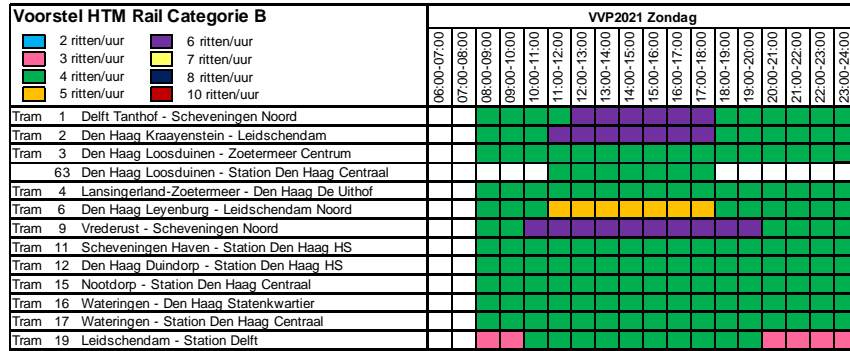 Voorstel HTM Rail Categorie B
VVP2021 Zondag
2 ritten/uur 6 ritten/uur
3 ritten/uur 7 ritten/uur
4 ritten/uur 8 ritten/uur
5 ritten/uur 10 ritten/uur
06:00-07:00
07:00-08:00
08:00-09:00
09:00-10:00
10:00-11:00
11:00-12:00
12:00-13:00
13:00-14:00
14:00-15:00
15:00-16:00
16:00-17:00
17:00-18:00
18:00-19:00
19:00-20:00
20:00-21:00
21:00-22:00
22:00-23:00
23:00-24:00
Tram 1 Delft Tanthof - Scheveningen Noord
Tram 2 Den Haag Kraayenstein - Leidschendam
Tram 3 Den Haag Loosduinen - Zoetermeer Centrum
63 Den Haag Loosduinen - Station Den Haag Centraal
Tram 4 Lansingerland-Zoetermeer - Den Haag De Uithof
Tram 6 Den Haag Leyenburg - Leidschendam Noord
Tram 9 Vrederust - Scheveningen Noord
Tram 11 Scheveningen Haven - Station Den Haag HS
Tram 12 Den Haag Duindorp - Station Den Haag HS
Tram 15 Nootdorp - Station Den Haag Centraal
Tram 16 Wateringen - Den Haag Statenkwartier
Tram 17 Wateringen - Station Den Haag Centraal
Tram 19 Leidschendam - Station Delft